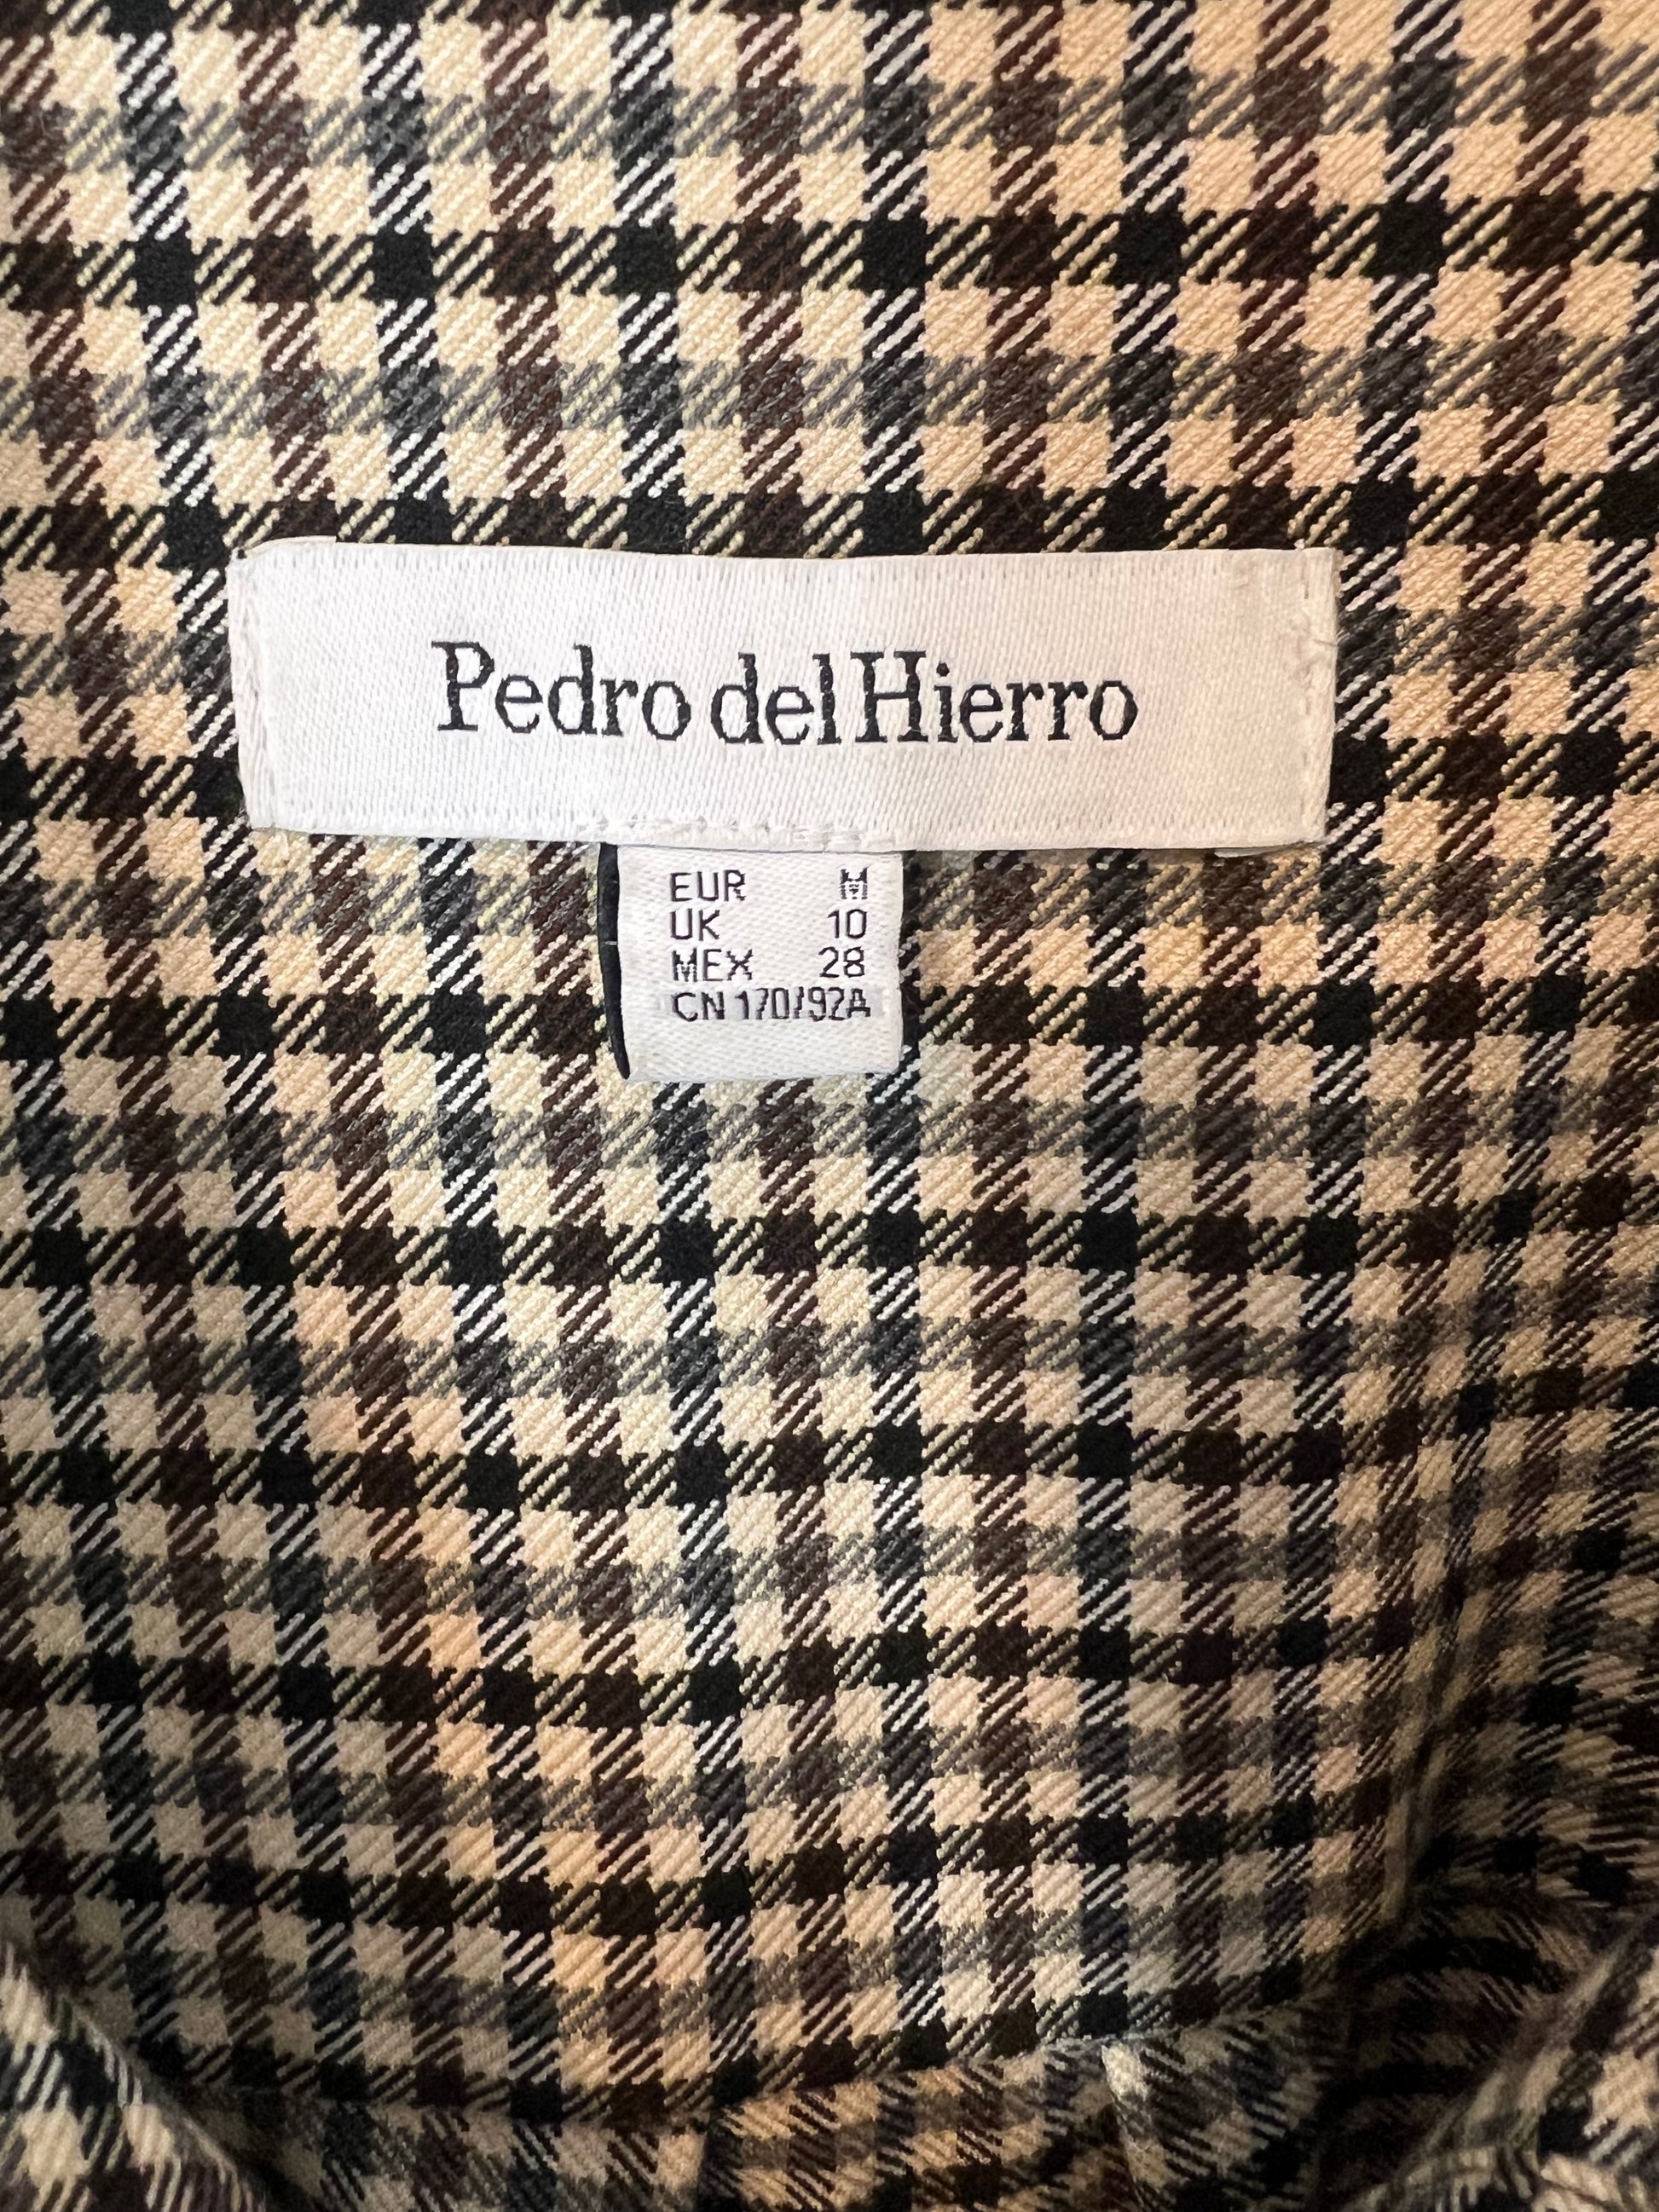 Pedro del Hierro
EUR M
UK 10
MEX 28
CN 170/92A